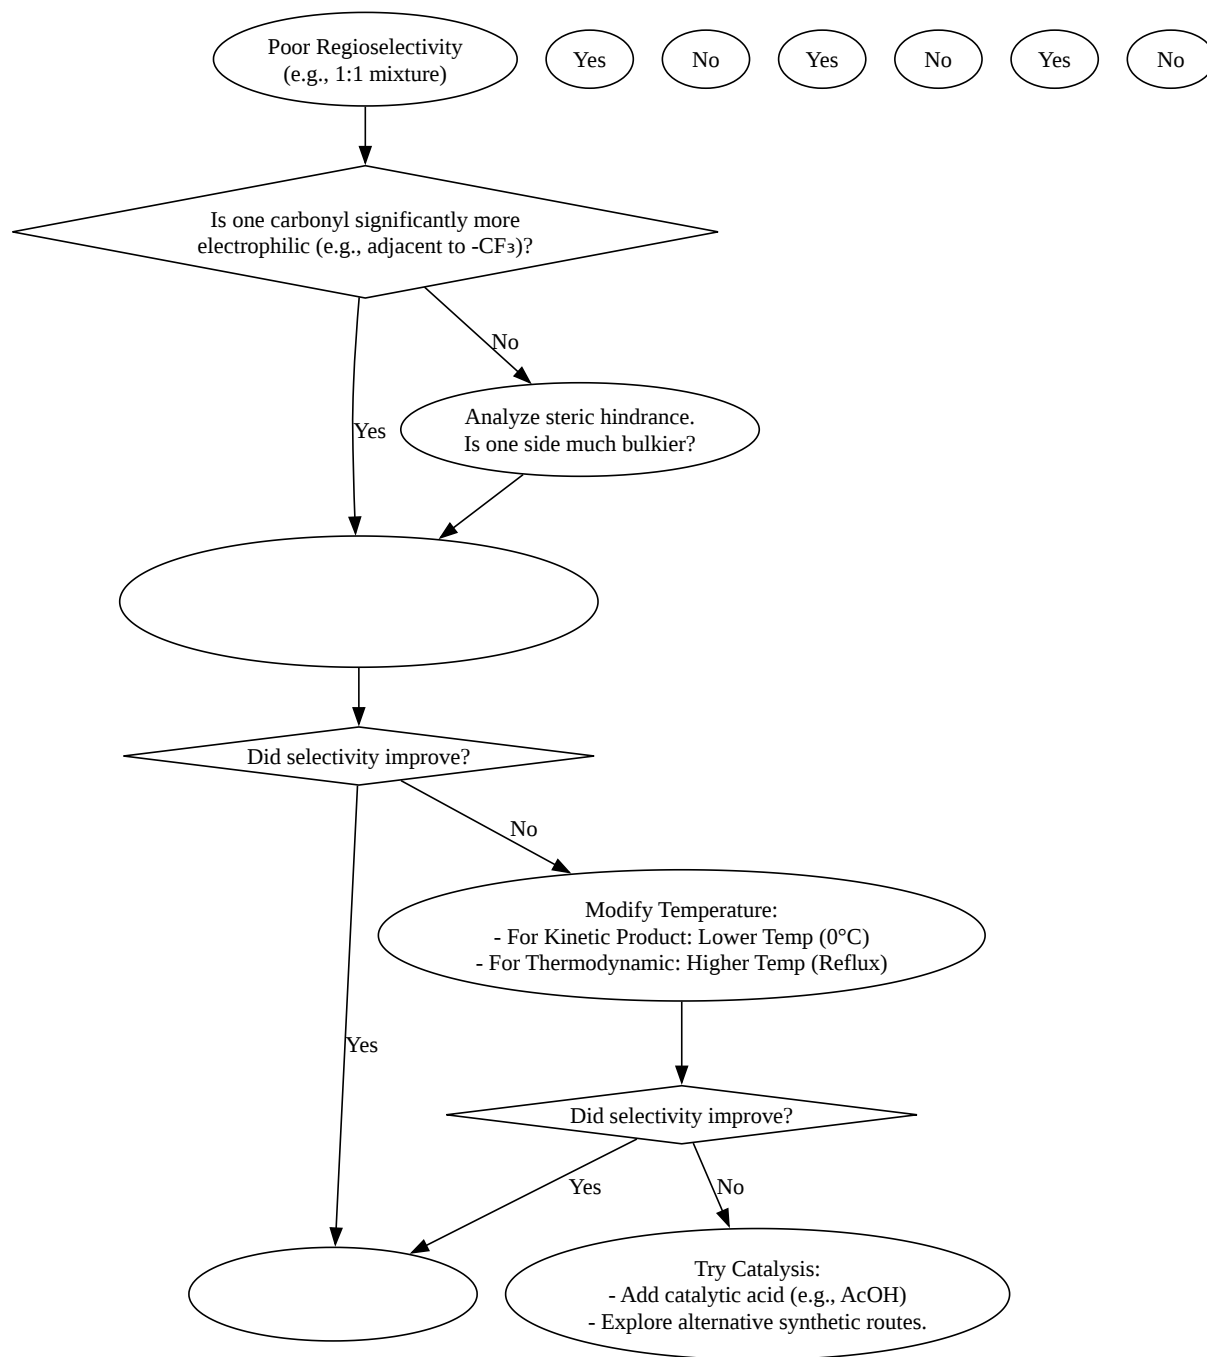 Poor Regioselectivity
(e.g., 1:1 mixture)
Yes
No
Yes
No
Yes
No
Is one carbonyl significantly more
electrophilic (e.g., adjacent to -CF₃)?
No
Yes
Analyze steric hindrance.
Is one side much bulkier?
Did selectivity improve?
No
Modify Temperature:
- For Kinetic Product: Lower Temp (0°C)
- For Thermodynamic: Higher Temp (Reflux)
Yes
Did selectivity improve?
Yes
No
Try Catalysis:
- Add catalytic acid (e.g., AcOH)
- Explore alternative synthetic routes.